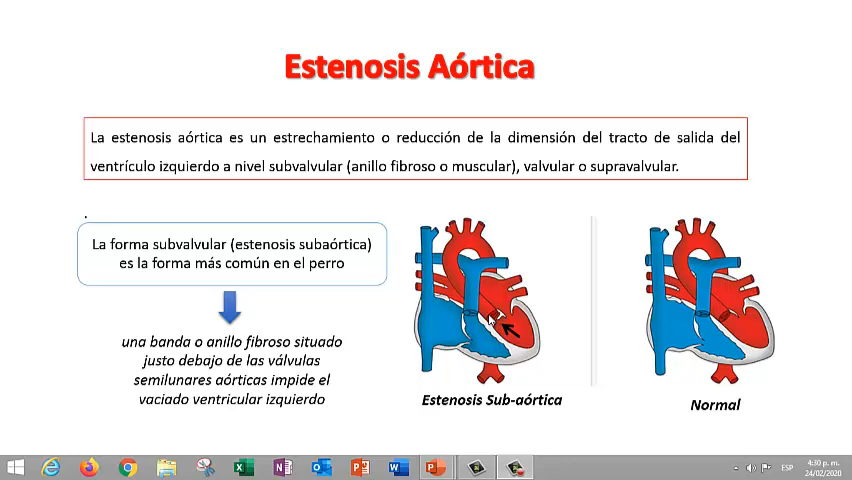 Estenosis Aórtica
La estenosis aórtica es un estrechamiento o reducción de la dimensión del tracto de salida del
ventrículo izquierdo a nivel subvalvular (anillo fibroso o muscular), valvular o supravalvular.
.
La forma subvalvular (estenosis subaórtica)
es la forma más común en el perro
una banda o anillo fibroso situado
justo debajo de las válvulas
semilunares aórticas impide el
vaciado ventricular izquierdo
Estenosis Sub-aórtica
Normal
ESP
4:30 p. m.
24/02/2020